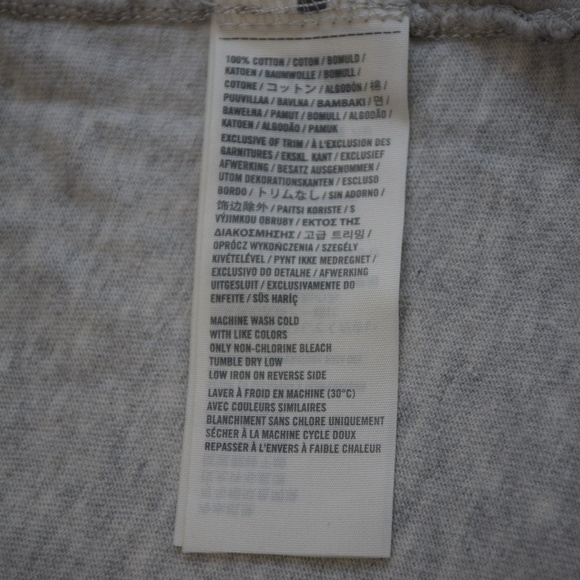 100% COTTON / COTON / BOMULD /
KATOEN / BAUMWOLLE / BOMULL /
COTONE / コットン / ALGODÓN / 棉 /
PUUVILLAA / BAVLNA / BAMBAKI / 면 /
BAWEŁNA / PAMUT / BOMULL / ALGODÃO /
KATOEN / ALGODÃO / PAMUK
EXCLUSIVE OF TRIM / À L'EXCLUSION DES
GARNITURES / EKSKL. KANT / EXCLUSIEF
AFWERKING / BESATZ AUSGENOMMEN /
UTOM DEKORATIONSKANTEN / ESCLUSO
BORDO / トリムなし / SIN ADORNO /
饰边除外 / PAITSI KORISTE / S
VÝJIMKOU OBRUBY / ΕΚΤΟΣ ΤΗΣ
ΔΙΑΚΟΣΜΗΣΗΣ / 고급 트리밍 /
OPRÓCZ WYKOŃCZENIA / SZEGÉLY
KIVÉTELÉVEL / PYNT IKKE MEDREGNET /
EXCLUSIVO DO DETALHE / AFWERKING
UITGESLUIT / EXCLUSIVAMENTE DO
ENFEITE / SÜS HARİÇ
MACHINE WASH COLD
WITH LIKE COLORS
ONLY NON-CHLORINE BLEACH
TUMBLE DRY LOW
LOW IRON ON REVERSE SIDE
LAVER À FROID EN MACHINE (30°C)
AVEC COULEURS SIMILAIRES
BLANCHIMENT SANS CHLORE UNIQUEMENT
SÉCHER À LA MACHINE CYCLE DOUX
REPASSER À L'ENVERS À FAIBLE CHALEUR